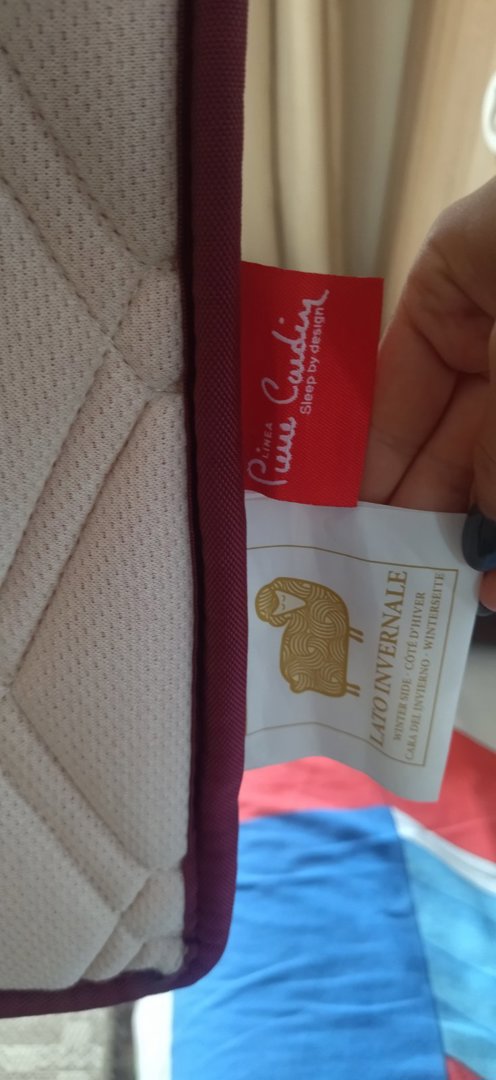 LINEA
Pierre Cardin
Sleep by design
LATO INVERNALE
WINTER SIDE - CÔTÉ D'HIVER
CARA DEL INVIERNO - WINTERSEITE